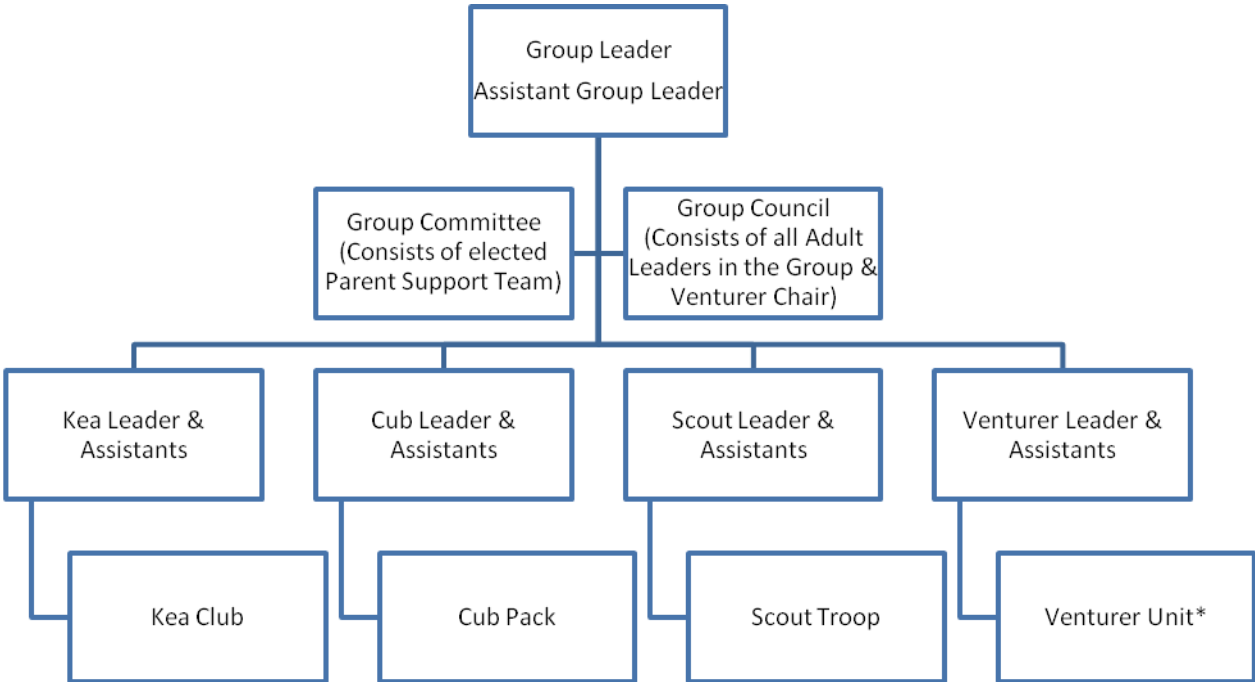 Group Leader
Assistant Group Leader
Group Committee
(Consists of elected
Parent Support Team)
Group Council
(Consists of all Adult
Leaders in the Group &
Venturer Chair)
Kea Leader &
Assistants
Cub Leader &
Assistants
Scout Leader &
Assistants
Venturer Leader &
Assistants
Kea Club
Cub Pack
Scout Troop
Venturer Unit*